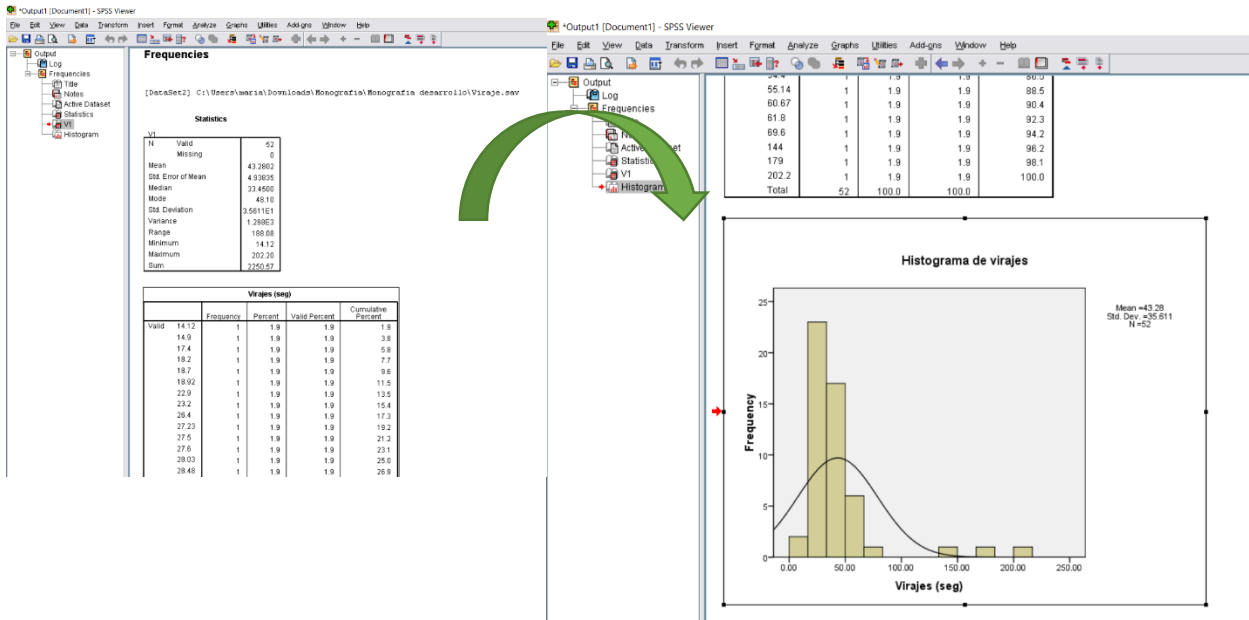 *Output1 [Document1] - SPSS Viewer
File Edit View Data Transform Insert Format Analyze Graphs Utilities Add-ons Window Help
Output
Log
Frequencies
Title
Notes
Active Dataset
Statistics
V1
Histogram
Frequencies
[DataSet2] C:\Users\maria\Downloads\Monografia\Monografia desarrollo\Viraje.sav
Statistics
V1
N Valid 52
Missing 0
Mean 43.2802
Std. Error of Mean 4.93835
Median 33.4600
Mode 48.10
Std. Deviation 3.5611E1
Variance 1.268E3
Range 188.08
Minimum 14.12
Maximum 202.20
Sum 2250.57
Virajes (seg)
Frequency Percent Valid Percent Cumulative Percent
Valid 14.12 1 1.9 1.9 1.9
14.9 1 1.9 1.9 3.8
17.4 1 1.9 1.9 5.8
18.2 1 1.9 1.9 7.7
18.7 1 1.9 1.9 9.6
18.92 1 1.9 1.9 11.5
22.9 1 1.9 1.9 13.5
23.2 1 1.9 1.9 15.4
26.4 1 1.9 1.9 17.3
27.23 1 1.9 1.9 19.2
27.5 1 1.9 1.9 21.2
27.6 1 1.9 1.9 23.1
28.03 1 1.9 1.9 25.0
28.48 1 1.9 1.9 26.9
*Output1 [Document1] - SPSS Viewer
File Edit View Data Transform Insert Format Analyze Graphs Utilities Add-ons Window Help
Output
Log
Frequencies
Statistic
V1
Histogram
1 1.9 1.9
55.14 1 1.9 1.9 88.5
60.67 1 1.9 1.9 90.4
61.8 1 1.9 1.9 92.3
69.6 1 1.9 1.9 94.2
144 1 1.9 1.9 96.2
179 1 1.9 1.9 98.1
202.2 1 1.9 1.9 100.0
Total 52 100.0 100.0
Histograma de virajes
Mean =43.28
Std. Dev. =35.611
N =52
Frequency
25
20
15
10
5
0
0.00 50.00 100.00 150.00 200.00 250.00
Virajes (seg)